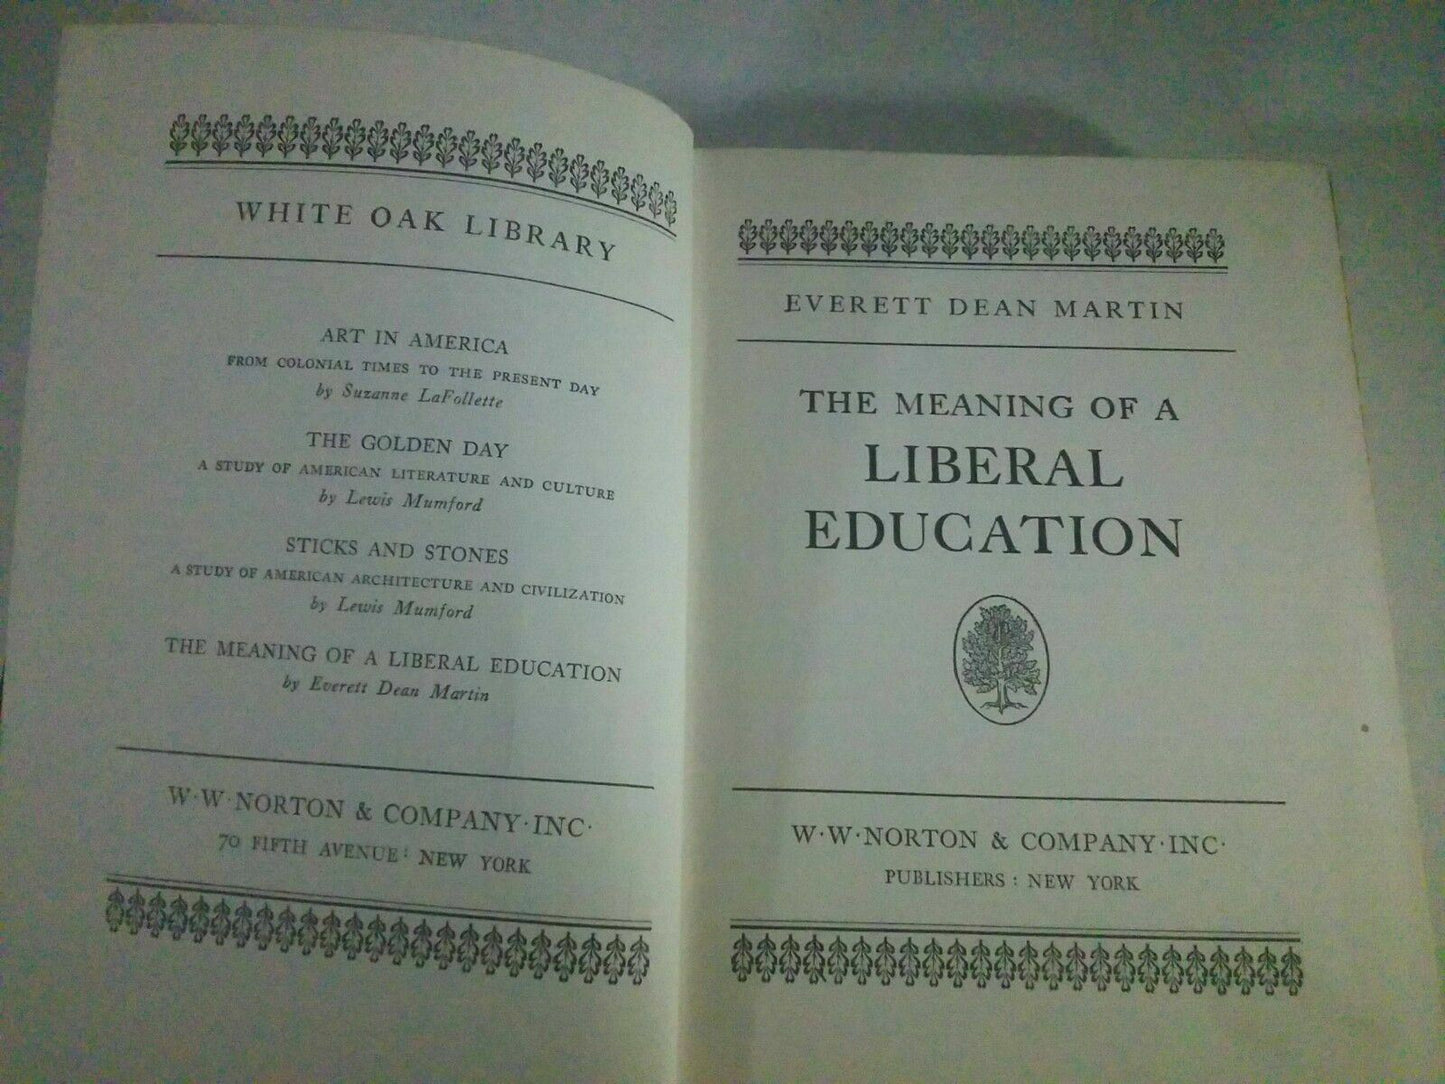 WHITE OAK LIBRARY
ART IN AMERICA
FROM COLONIAL TIMES TO THE PRESENT DAY
by Suzanne LaFollette
THE GOLDEN DAY
A STUDY OF AMERICAN LITERATURE AND CULTURE
by Lewis Mumford
STICKS AND STONES
A STUDY OF AMERICAN ARCHITECTURE AND CIVILIZATION
by Lewis Mumford
THE MEANING OF A LIBERAL EDUCATION
by Everett Dean Martin
W·W·NORTON & COMPANY·INC·
70 FIFTH AVENUE: NEW YORK
EVERETT DEAN MARTIN
THE MEANING OF A
LIBERAL
EDUCATION
W·W·NORTON & COMPANY·INC·
PUBLISHERS: NEW YORK